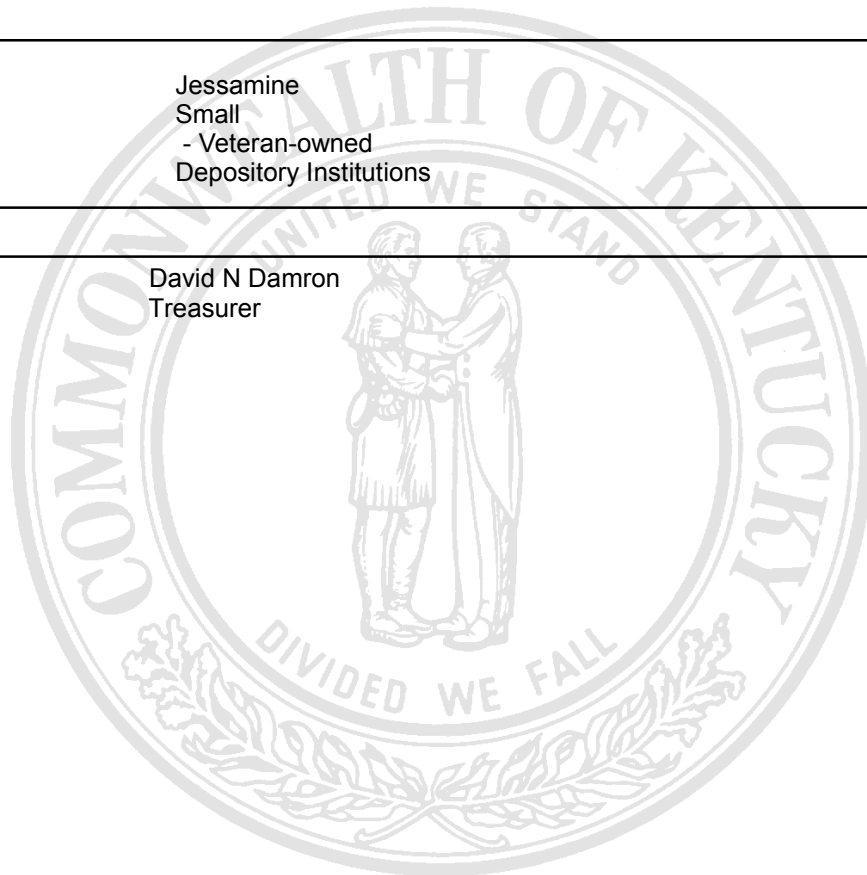 Jessamine
Small
- Veteran-owned
Depository Institutions
David N Damron
Treasurer
COMMONWEALTH OF KENTUCKY
UNITED WE STAND
DIVIDED WE FALL